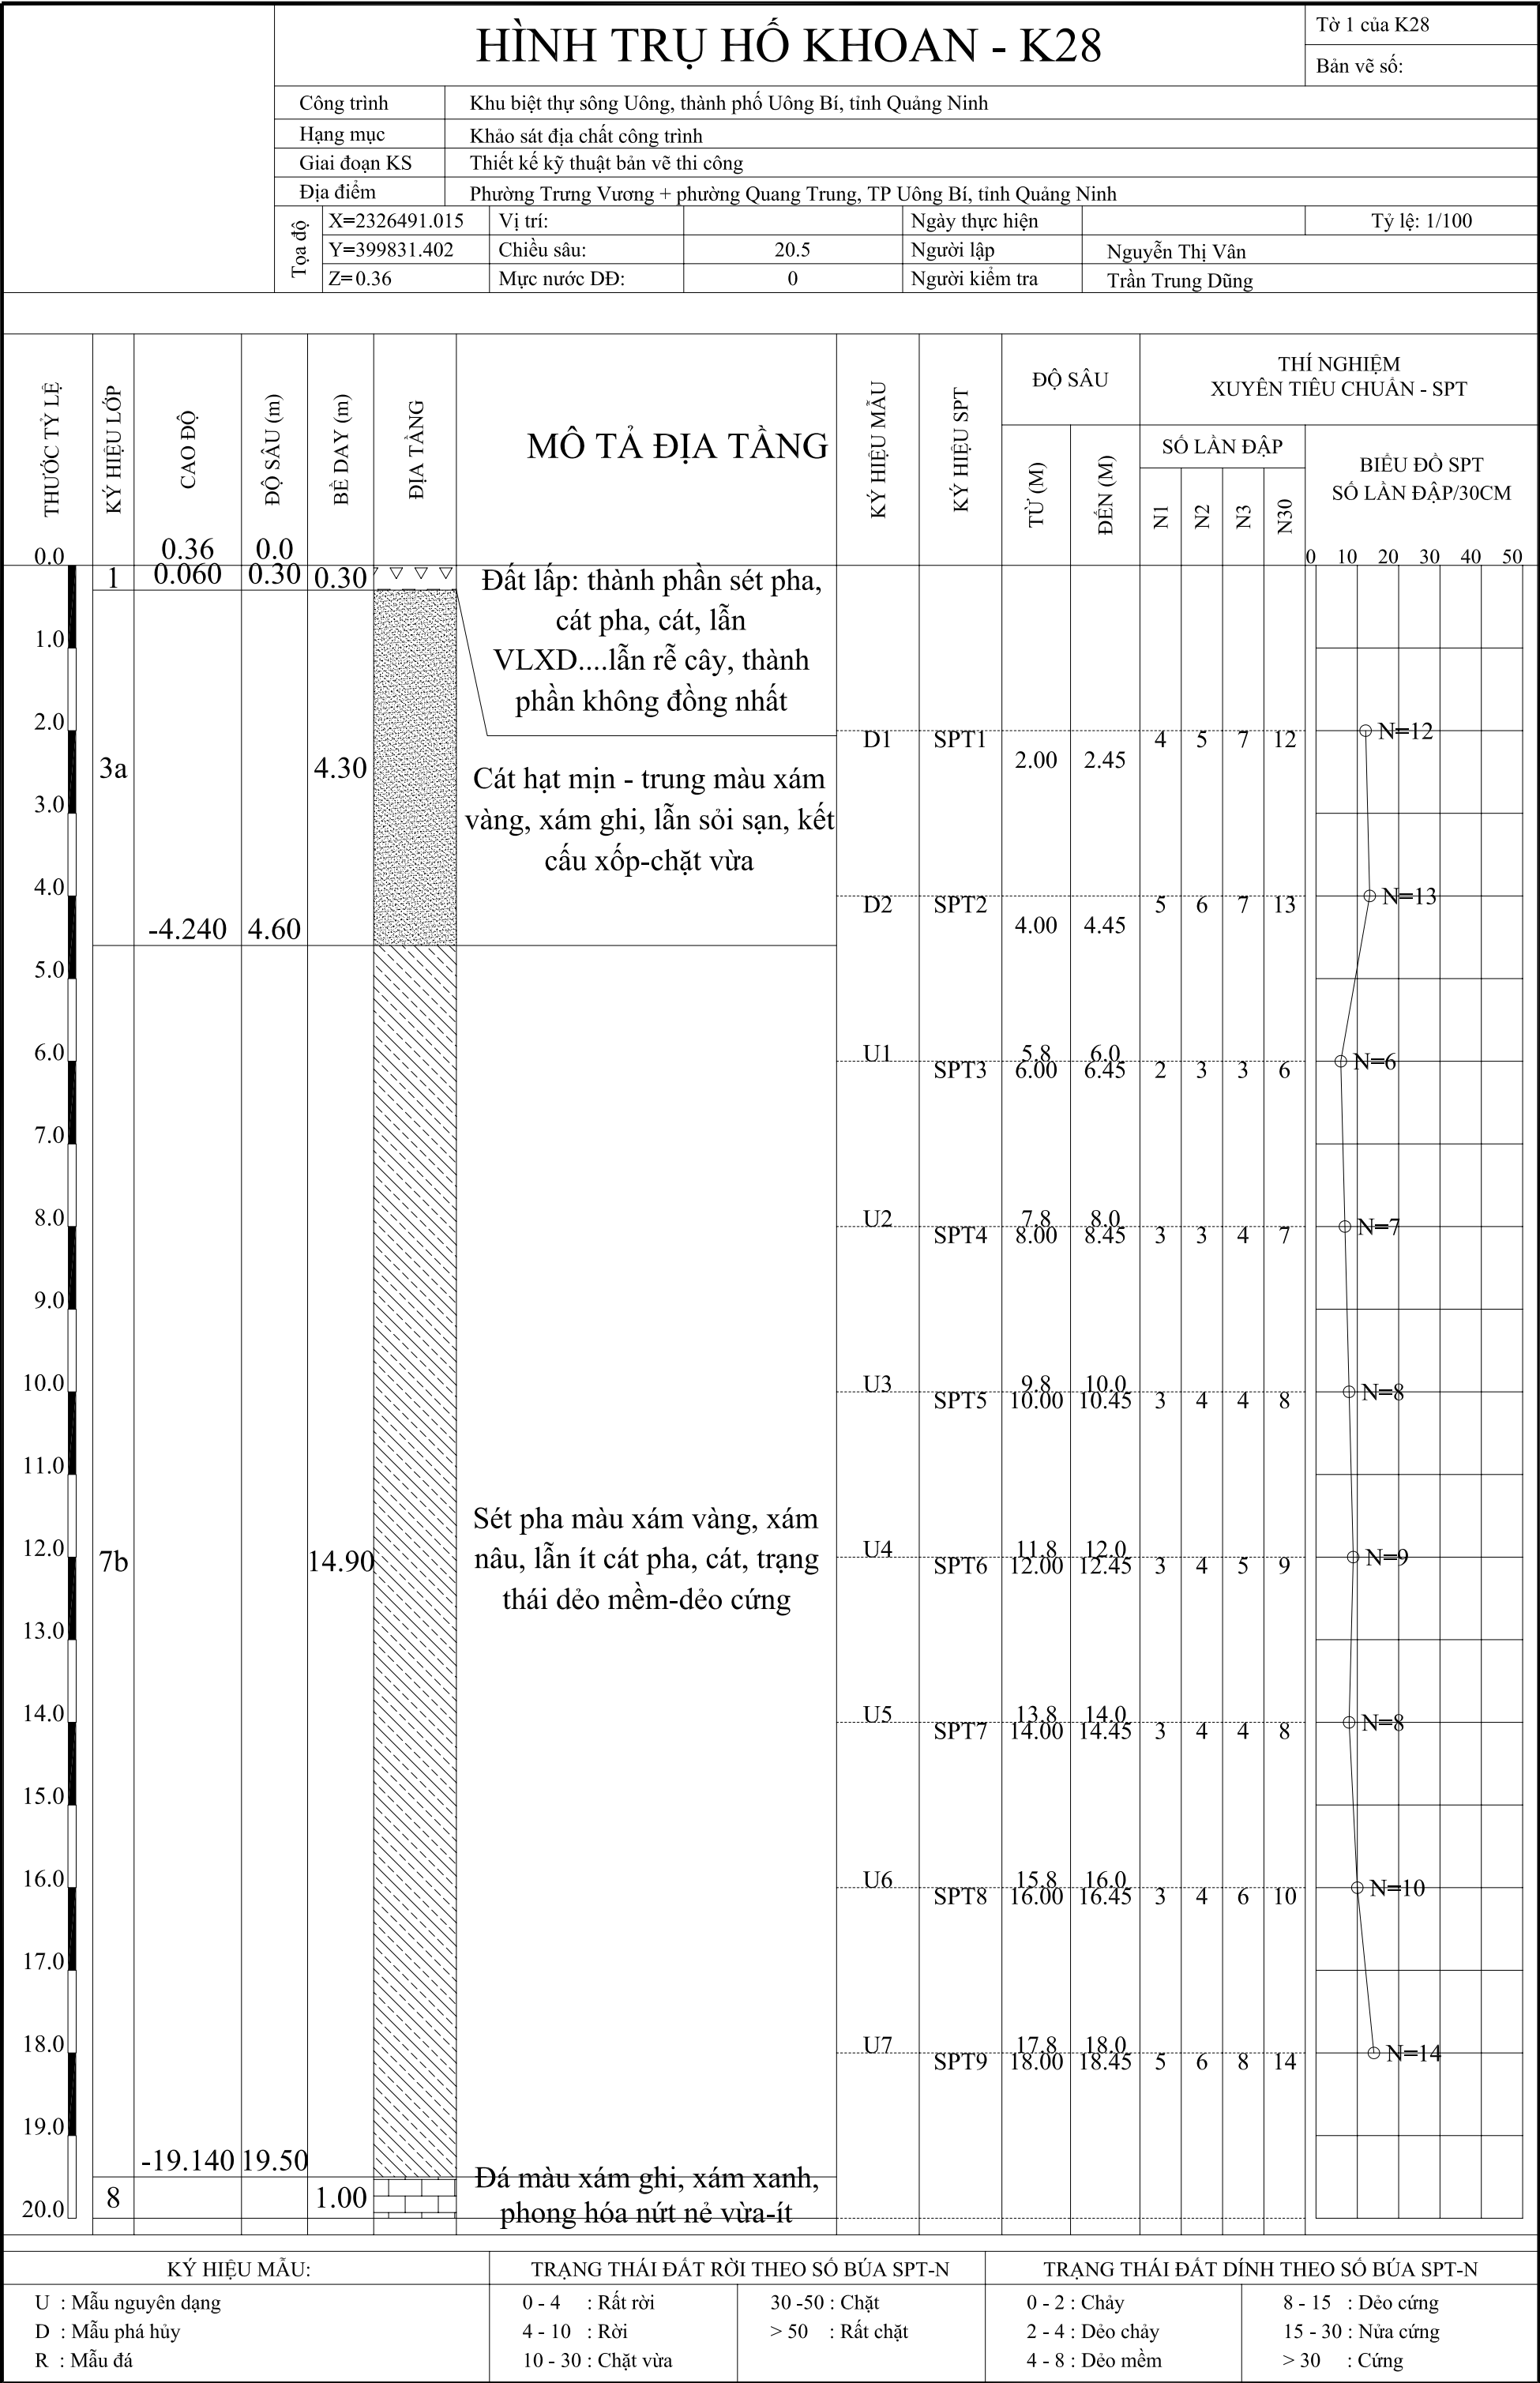 HÌNH TRỤ HỐ KHOAN - K28
Tờ 1 của K28
Bản vẽ số:
Công trình Khu biệt thự sông Uông, thành phố Uông Bí, tỉnh Quảng Ninh
Hạng mục Khảo sát địa chất công trình
Giai đoạn KS Thiết kế kỹ thuật bản vẽ thi công
Địa điểm Phường Trưng Vương + phường Quang Trung, TP Uông Bí, tỉnh Quảng Ninh
Tọa độ
X=2326491.015 Vị trí: Ngày thực hiện Tỷ lệ: 1/100
Y=399831.402 Chiều sâu: 20.5 Người lập Nguyễn Thị Vân
Z=0.36 Mực nước DĐ: 0 Người kiểm tra Trần Trung Dũng
THƯỚC TỶ LỆ
KÝ HIỆU LỚP
CAO ĐỘ
ĐỘ SÂU (m)
BỀ DAY (m)
ĐỊA TẦNG
MÔ TẢ ĐỊA TẦNG
KÝ HIỆU MẪU
KÝ HIỆU SPT
ĐỘ SÂU
TỪ (M)
ĐẾN (M)
THÍ NGHIỆM
XUYÊN TIÊU CHUẨN - SPT
SỐ LẦN ĐẬP
N1 N2 N3 N30
BIỂU ĐỒ SPT
SỐ LẦN ĐẬP/30CM
0 10 20 30 40 50
0.36 0.0
0.0
1 0.060 0.30 0.30
Đất lấp: thành phần sét pha,
cát pha, cát, lẫn
1.0
VLXD....lẫn rễ cây, thành
phần không đồng nhất
2.0
D1 SPT1 4 5 7 12 N=12
2.00 2.45
3a 4.30
Cát hạt mịn - trung màu xám
3.0
vàng, xám ghi, lẫn sỏi sạn, kết
cấu xốp-chặt vừa
4.0
D2 SPT2 5 6 7 13 N=13
4.00 4.45
-4.240 4.60
5.0
6.0
U1 5.8 6.0
SPT3 6.00 6.45 2 3 3 6 N=6
7.0
8.0
U2 7.8 8.0
SPT4 8.00 8.45 3 3 4 7 N=7
9.0
10.0
U3 9.8 10.0
SPT5 10.00 10.45 3 4 4 8 N=8
11.0
Sét pha màu xám vàng, xám
12.0
U4 11.8 12.0
7b 14.90
nâu, lẫn ít cát pha, cát, trạng
SPT6 12.00 12.45 3 4 5 9 N=9
thái dẻo mềm-dẻo cứng
13.0
14.0
U5 13.8 14.0
SPT7 14.00 14.45 3 4 4 8 N=8
15.0
16.0
U6 15.8 16.0
SPT8 16.00 16.45 3 4 6 10 N=10
17.0
18.0
U7 17.8 18.0
SPT9 18.00 18.45 5 6 8 14 N=14
19.0
-19.140 19.50
Đá màu xám ghi, xám xanh,
8 1.00
20.0
phong hóa nứt nẻ vừa-ít
KÝ HIỆU MẪU:
U : Mẫu nguyên dạng
D : Mẫu phá hủy
R : Mẫu đá
TRẠNG THÁI ĐẤT RỜI THEO SỐ BÚA SPT-N
0 - 4 : Rất rời
4 - 10 : Rời
10 - 30 : Chặt vừa
30 -50 : Chặt
> 50 : Rất chặt
TRẠNG THÁI ĐẤT DÍNH THEO SỐ BÚA SPT-N
0 - 2 : Chảy
2 - 4 : Dẻo chảy
4 - 8 : Dẻo mềm
8 - 15 : Dẻo cứng
15 - 30 : Nửa cứng
> 30 : Cứng